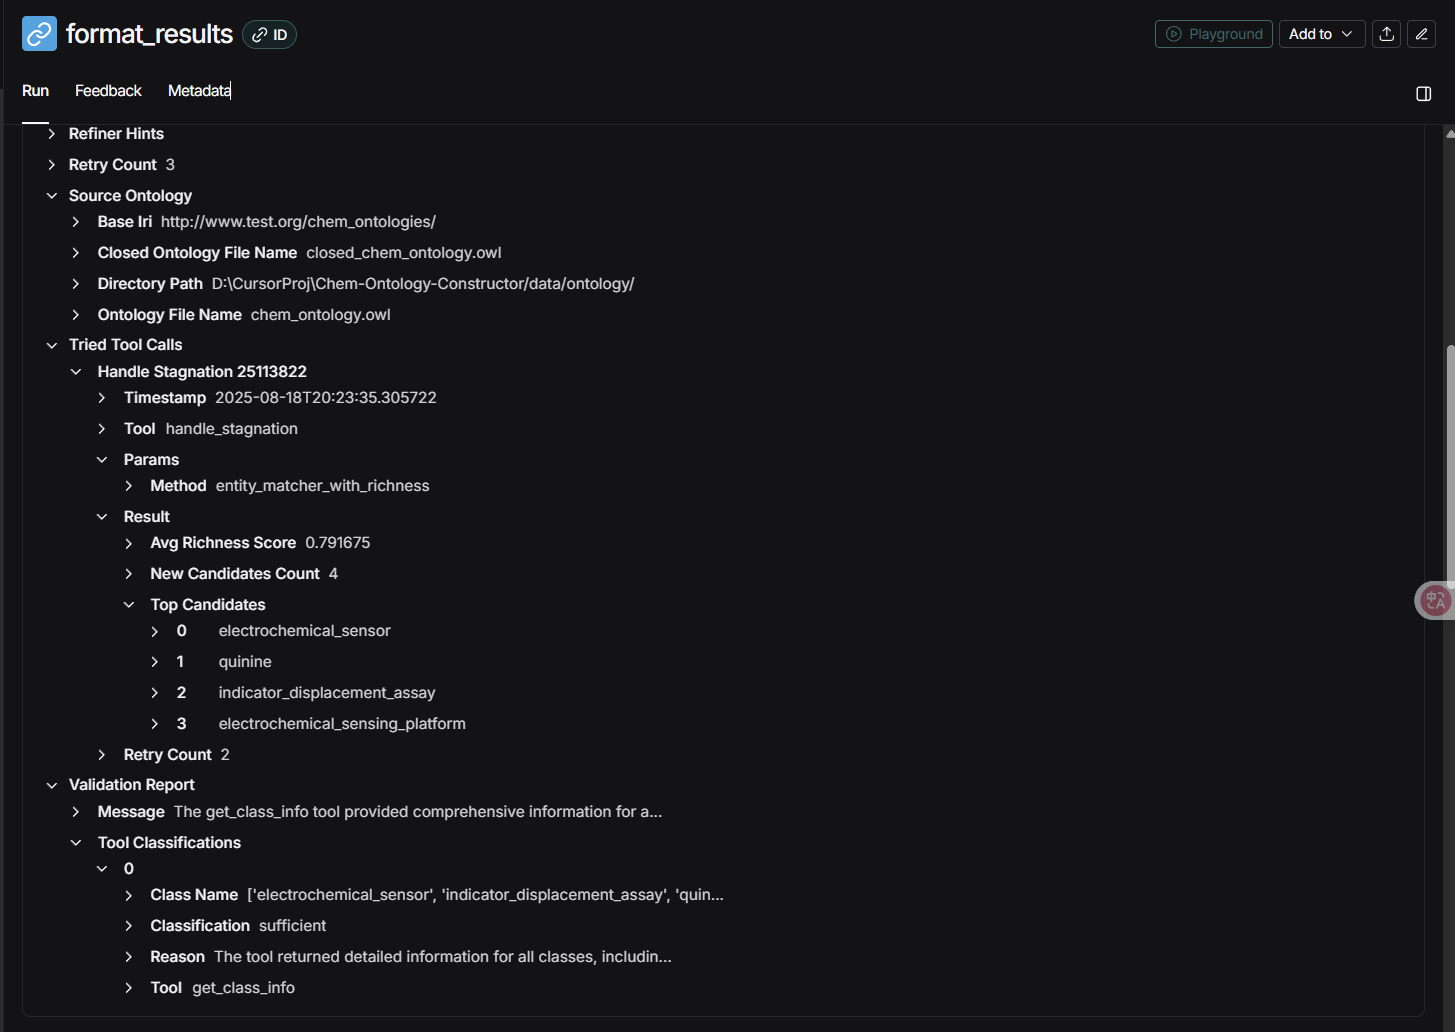 format_results ID Playground Add to
Run Feedback Metadata
Refiner Hints
Retry Count 3
Source Ontology
Base Iri http://www.test.org/chem_ontologies/
Closed Ontology File Name closed_chem_ontology.owl
Directory Path D:\CursorProj\Chem-Ontology-Constructor/data/ontology/
Ontology File Name chem_ontology.owl
Tried Tool Calls
Handle Stagnation 25113822
Timestamp 2025-08-18T20:23:35.305722
Tool handle_stagnation
Params
Method entity_matcher_with_richness
Result
Avg Richness Score 0.791675
New Candidates Count 4
Top Candidates
0 electrochemical_sensor
1 quinine
2 indicator_displacement_assay
3 electrochemical_sensing_platform
Retry Count 2
Validation Report
Message The get_class_info tool provided comprehensive information for a...
Tool Classifications
0
Class Name ['electrochemical_sensor', 'indicator_displacement_assay', 'quin...
Classification sufficient
Reason The tool returned detailed information for all classes, includin...
Tool get_class_info
中A